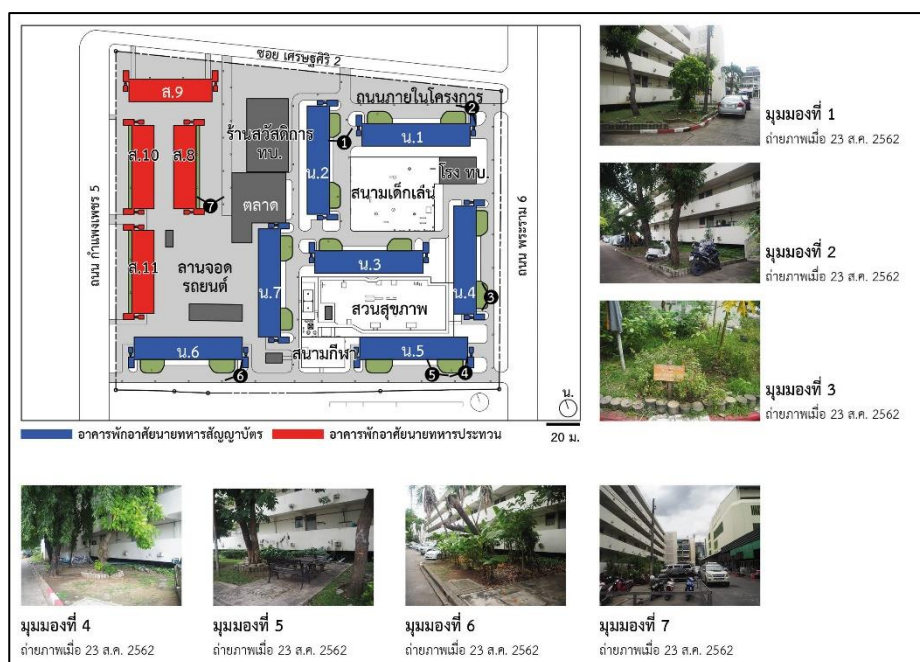 ซอย เศรษฐศิริ 2
ส.9
ถนนภายในโครงการ
2
ร้านสวัสดิการ
ทบ.
1
น.1
ส.10
ส.8
น.2
โรง ทบ.
สนามเด็กเล่น
7
ตลาด
ถนน กำแพงเพชร 5
ถนน พระราม 6
ส.11
ลานจอด
รถยนต์
น.7
น.3
น.4
3
สวนสุขภาพ
สนามกีฬา
น.6
น.5
6
5
4
น.
20 ม.
อาคารพักอาศัยนายทหารสัญญาบัตร
อาคารพักอาศัยนายทหารประทวน
มุมมองที่ 1
ถ่ายภาพเมื่อ 23 ส.ค. 2562
มุมมองที่ 2
ถ่ายภาพเมื่อ 23 ส.ค. 2562
มุมมองที่ 3
ถ่ายภาพเมื่อ 23 ส.ค. 2562
มุมมองที่ 4
ถ่ายภาพเมื่อ 23 ส.ค. 2562
มุมมองที่ 5
ถ่ายภาพเมื่อ 23 ส.ค. 2562
มุมมองที่ 6
ถ่ายภาพเมื่อ 23 ส.ค. 2562
มุมมองที่ 7
ถ่ายภาพเมื่อ 23 ส.ค. 2562